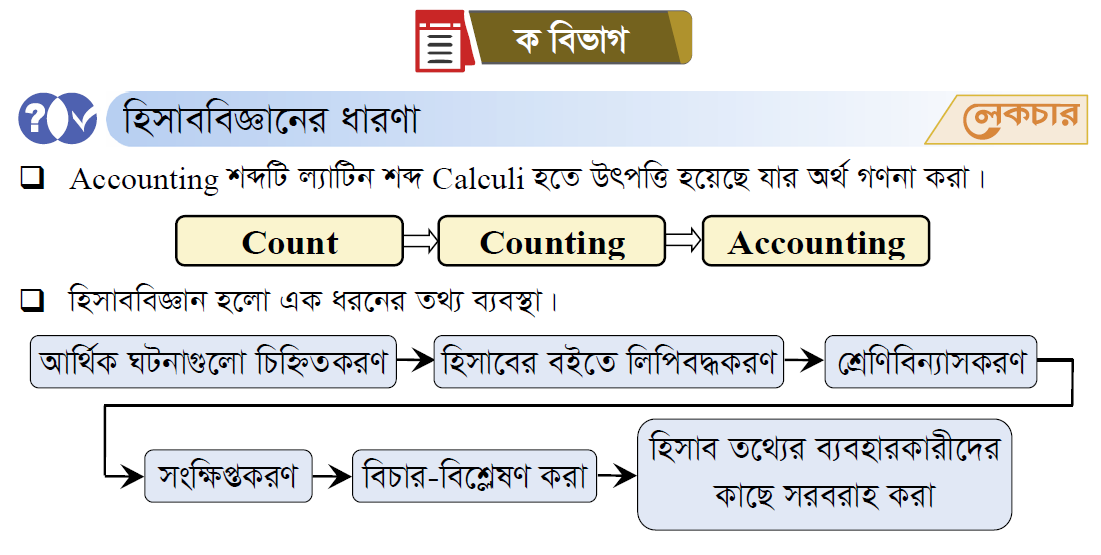 ক বিভাগ
হিসাববিজ্ঞানের ধারণা
লেকচার
Accounting শব্দটি ল্যাটিন শব্দ Calculi হতে উৎপত্তি হয়েছে যার অর্থ গণনা করা।
Count Counting Accounting
হিসাববিজ্ঞান হলো এক ধরনের তথ্য ব্যবস্থা।
আর্থিক ঘটনাগুলো চিহ্নিতকরণ হিসাবের বইতে লিপিবদ্ধকরণ শ্রেণিবিন্যাসকরণ
সংক্ষিপ্তকরণ বিচার-বিশ্লেষণ করা হিসাব তথ্যের ব্যবহারকারীদের
কাছে সরবরাহ করা